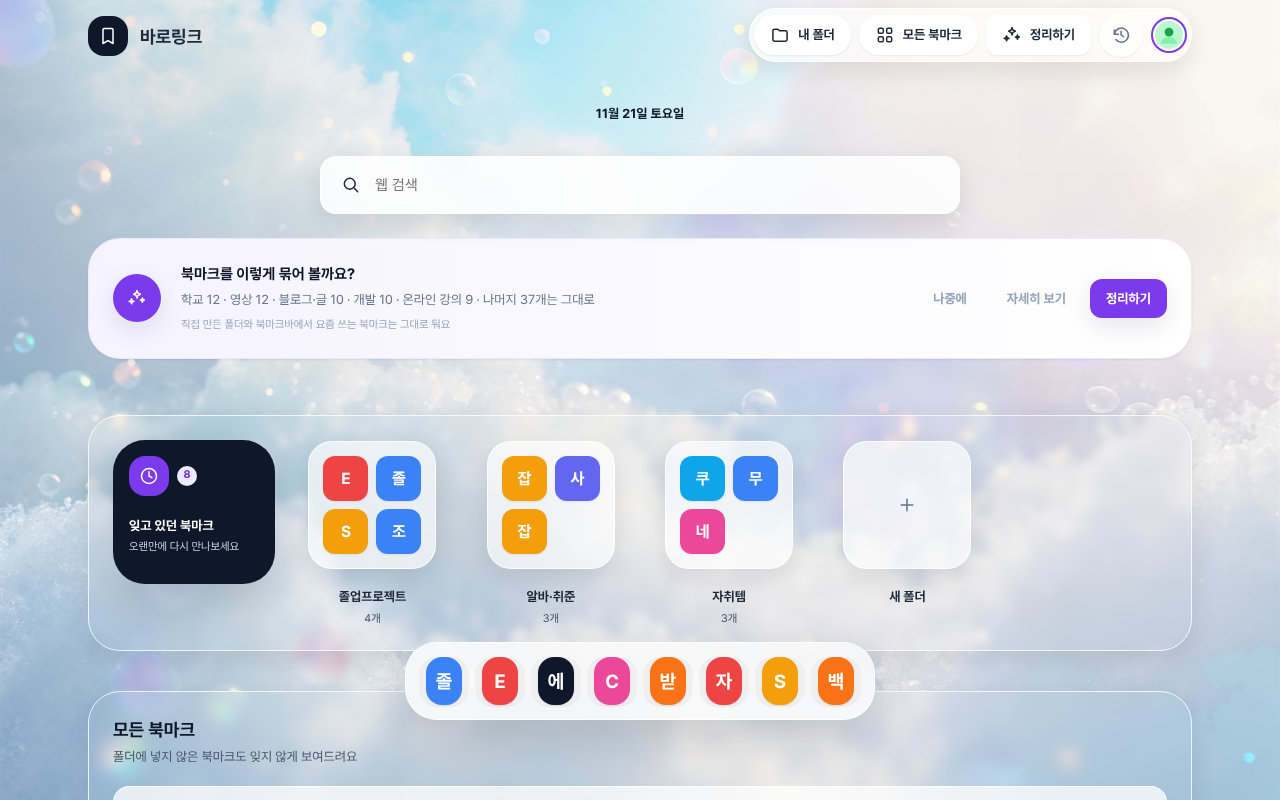 바로링크
내 폴더
모든 북마크
정리하기
11월 21일 토요일
웹 검색
북마크를 이렇게 묶어 볼까요?
학교 12 · 영상 12 · 블로그·글 10 · 개발 10 · 온라인 강의 9 · 나머지 37개는 그대로
직접 만든 폴더와 북마크바에서 요즘 쓰는 북마크는 그대로 둬요
나중에
자세히 보기
정리하기
8
잊고 있던 북마크
오랜만에 다시 만나보세요
E 졸
S 조
졸업프로젝트
4개
잡 사
잡
알바·취준
3개
쿠 무
네
자취템
3개
새 폴더
졸 E 에 C 받 자 S 백
모든 북마크
폴더에 넣지 않은 북마크도 잊지 않게 보여드려요